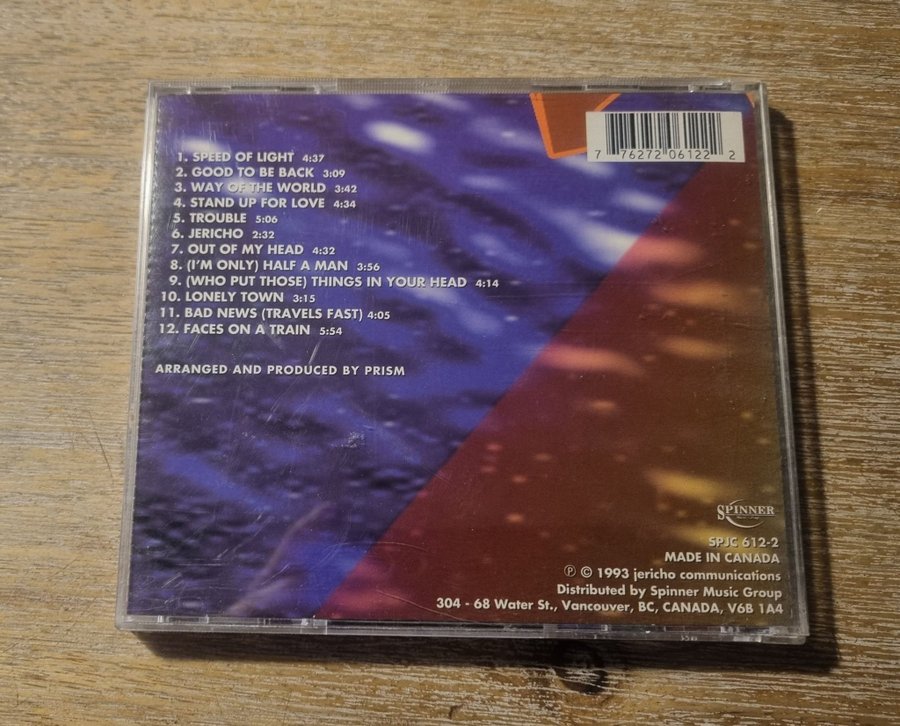 7 76272 06122 2
1. SPEED OF LIGHT 4:37
2. GOOD TO BE BACK 3:09
3. WAY OF THE WORLD 3:42
4. STAND UP FOR LOVE 4:34
5. TROUBLE 5:06
6. JERICHO 2:32
7. OUT OF MY HEAD 4:32
8. (I'M ONLY) HALF A MAN 3:56
9. (WHO PUT THOSE) THINGS IN YOUR HEAD 4:14
10. LONELY TOWN 3:15
11. BAD NEWS (TRAVELS FAST) 4:05
12. FACES ON A TRAIN 5:54
ARRANGED AND PRODUCED BY PRISM
SPINNER
SPJC 612-2
MADE IN CANADA
℗ © 1993 jericho communications
Distributed by Spinner Music Group
304 - 68 Water St., Vancouver, BC, CANADA, V6B 1A4